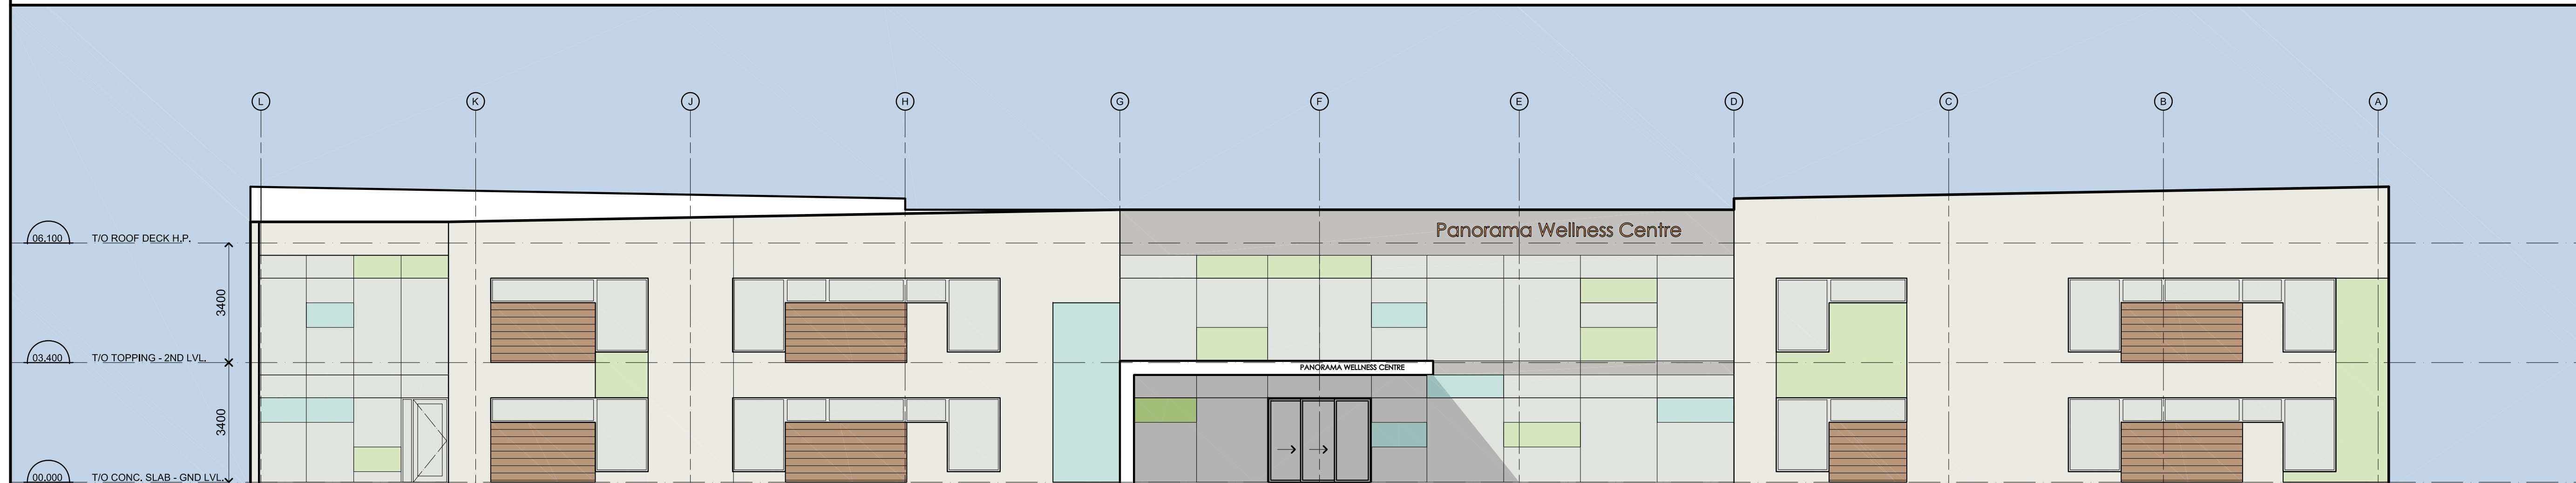 L K J H G F E D C B A
Panorama Wellness Centre
06,100 T/O ROOF DECK H.P.
3400
03,400 T/O TOPPING - 2ND LVL.
PANORAMA WELLNESS CENTRE
3400
00,000 T/O CONC. SLAB - GND LVL.